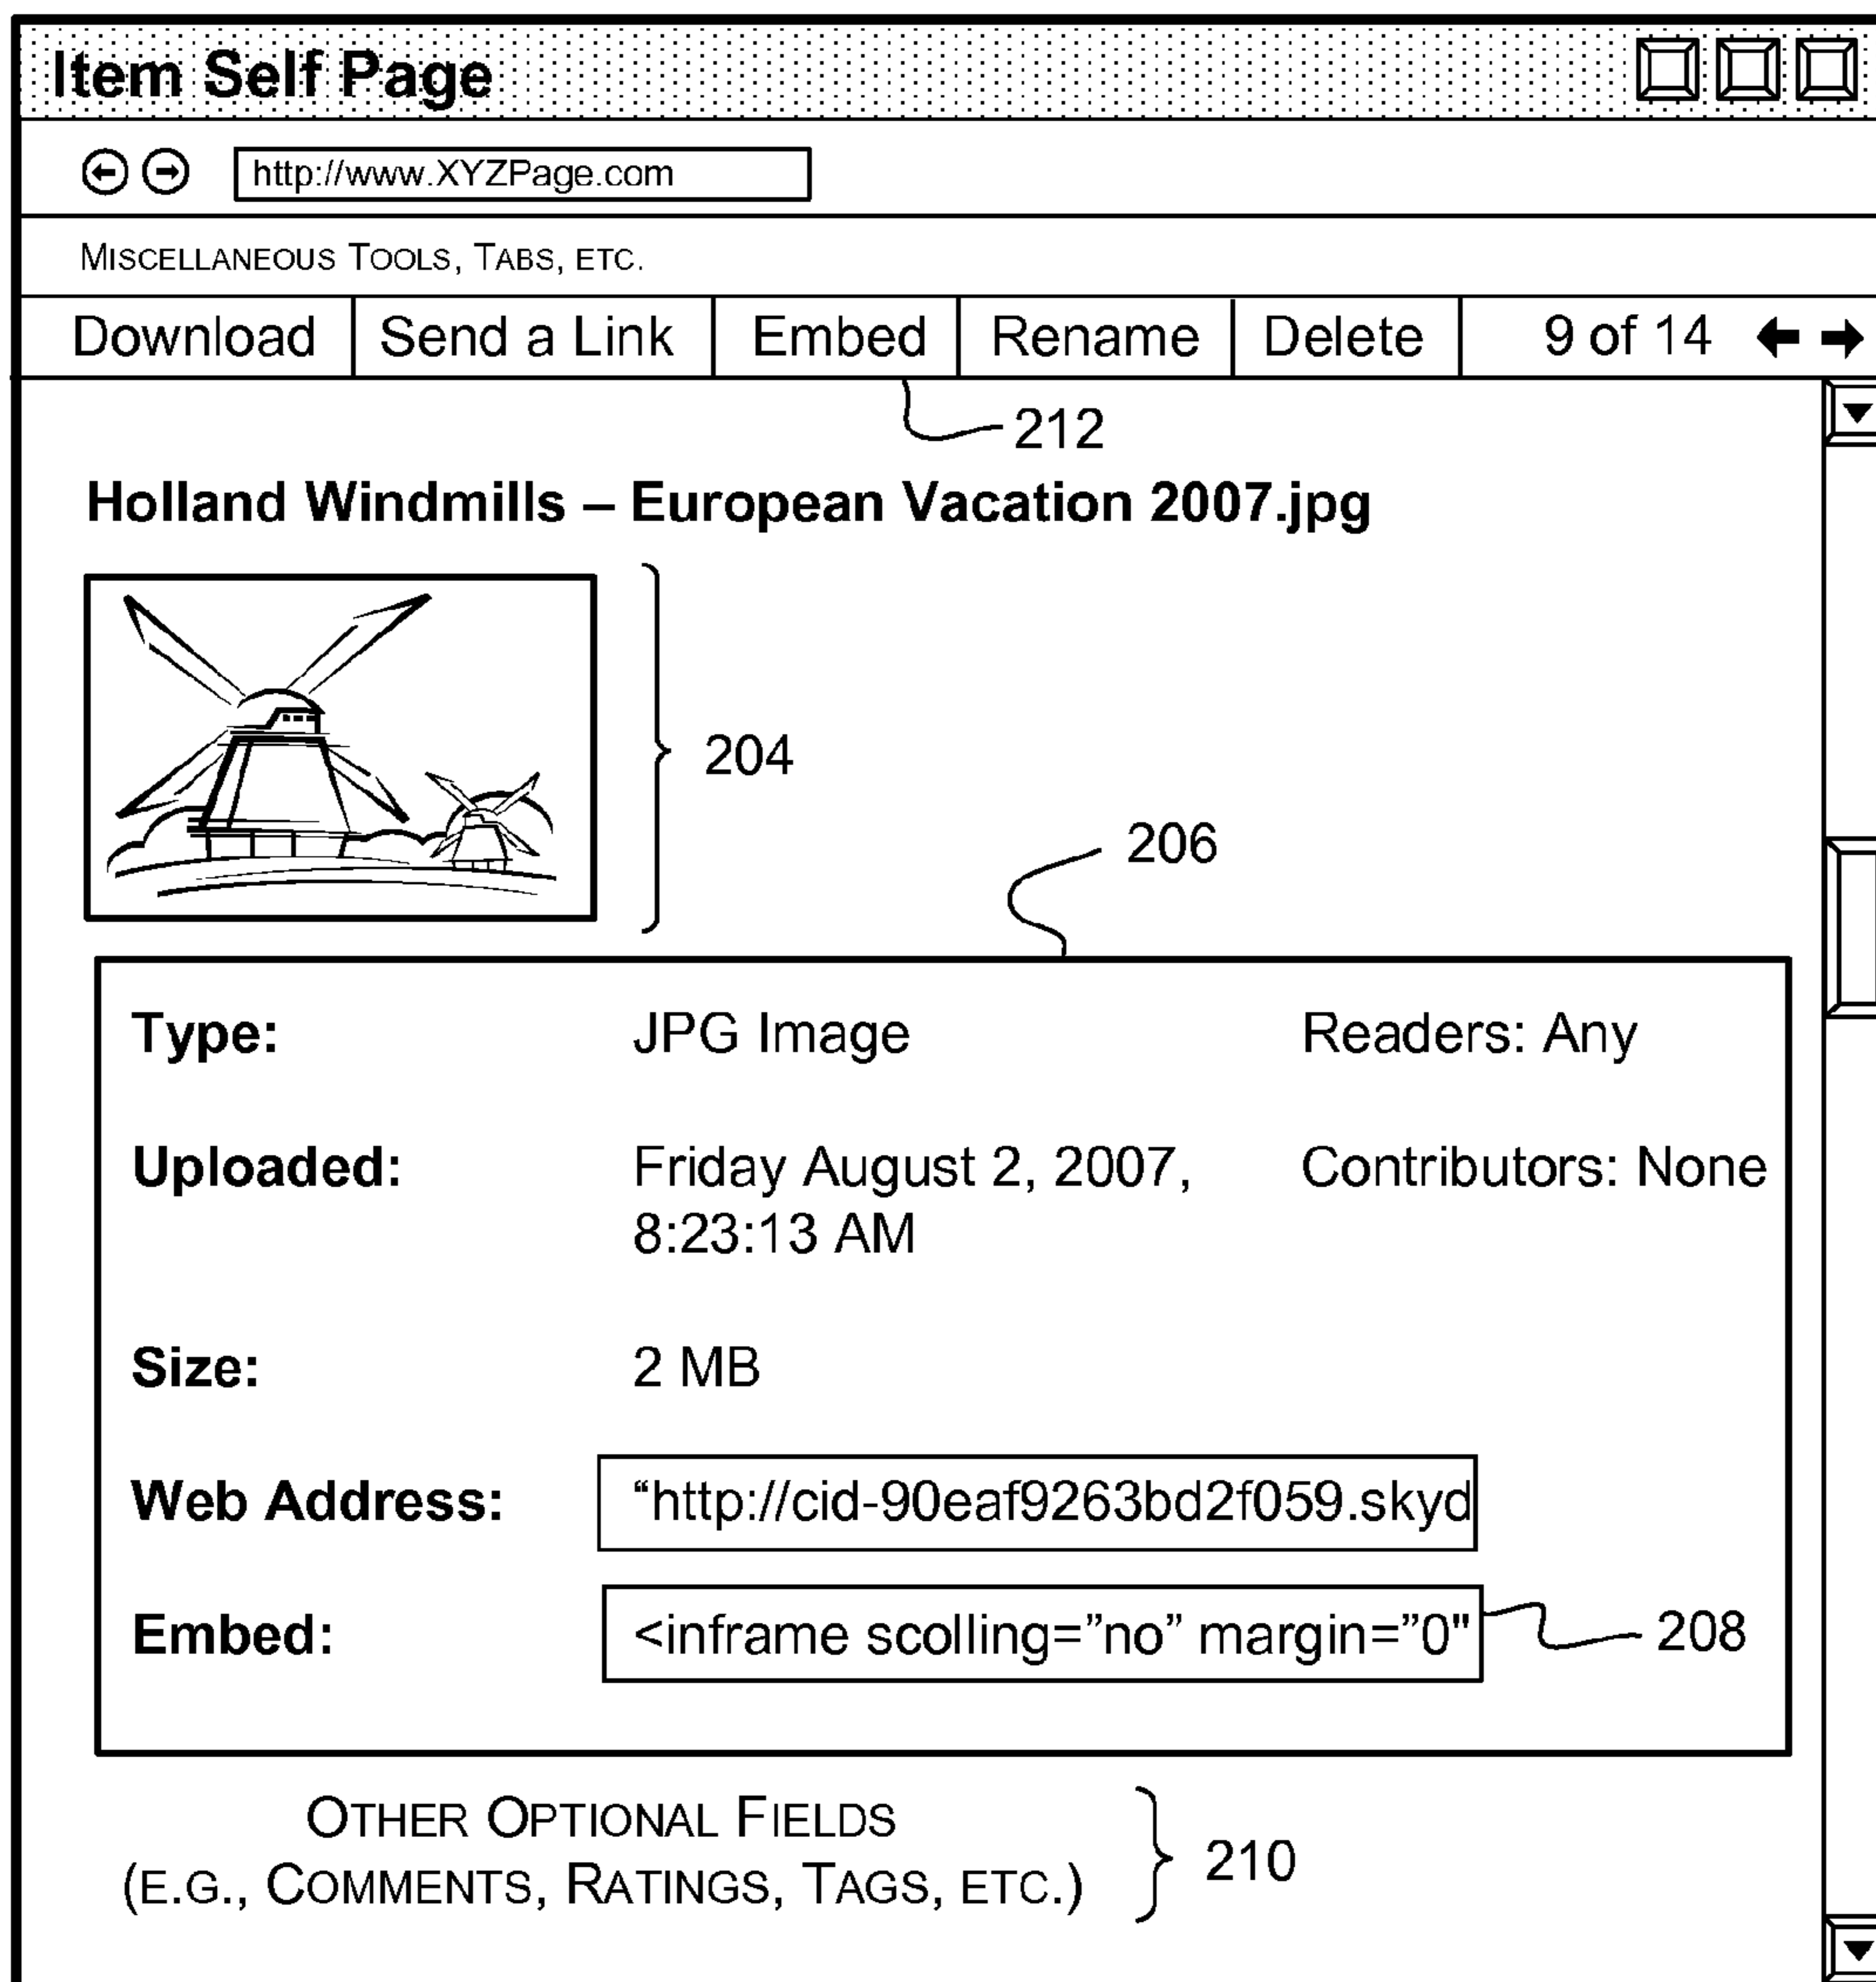 Item Self Page
http://www.XYZPage.com
MISCELLANEOUS TOOLS, TABS, ETC.
Download Send a Link Embed Rename Delete 9 of 14
212
Holland Windmills – European Vacation 2007.jpg
204
206
Type: JPG Image Readers: Any
Uploaded: Friday August 2, 2007, Contributors: None
8:23:13 AM
Size: 2 MB
Web Address: “http://cid-90eaf9263bd2f059.skyd
Embed: <inframe scolling=”no” margin=”0" 208
OTHER OPTIONAL FIELDS
(E.G., COMMENTS, RATINGS, TAGS, ETC.) 210